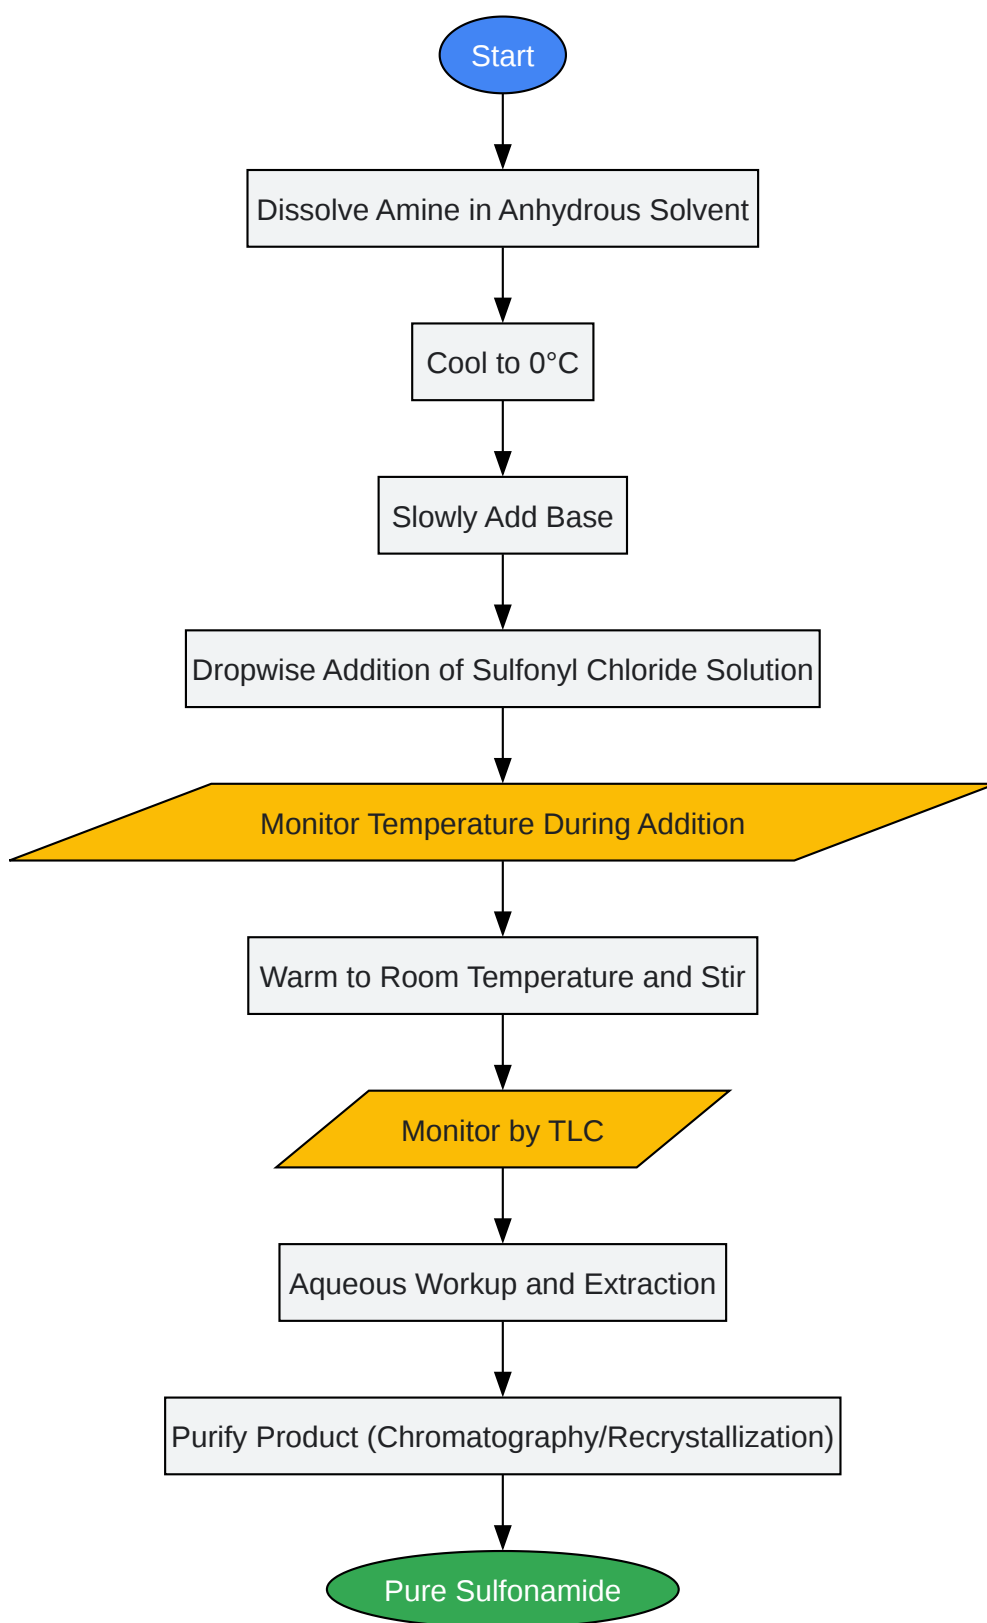 Start
Dissolve Amine in Anhydrous Solvent
Cool to 0°C
Slowly Add Base
Dropwise Addition of Sulfonyl Chloride Solution
Monitor Temperature During Addition
Warm to Room Temperature and Stir
Monitor by TLC
Aqueous Workup and Extraction
Purify Product (Chromatography/Recrystallization)
Pure Sulfonamide